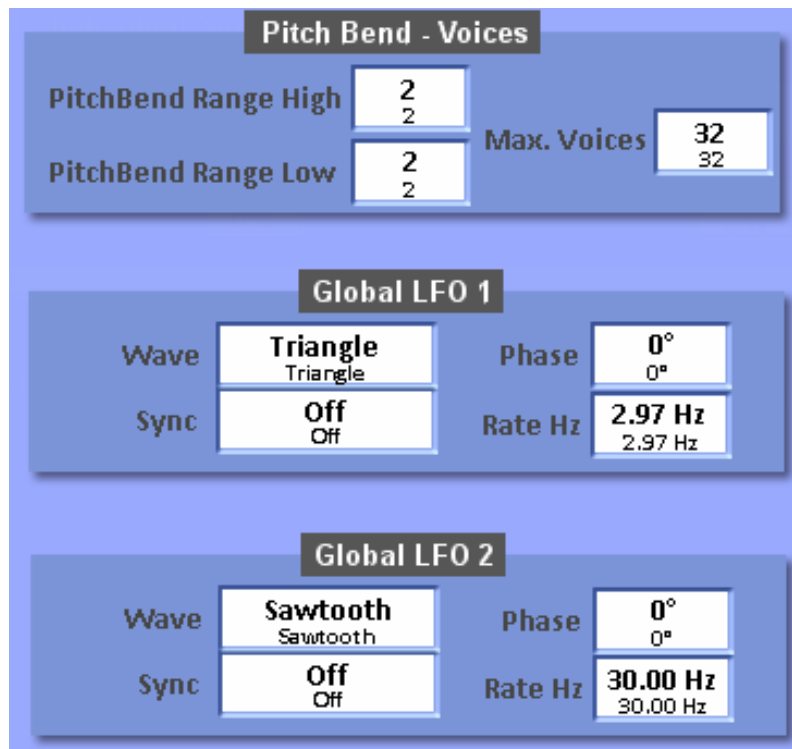 Pitch Bend - Voices
PitchBend Range High
2
2
PitchBend Range Low
2
2
Max. Voices
32
32
Global LFO 1
Wave
Triangle
Triangle
Phase
0°
0°
Sync
Off
Off
Rate Hz
2.97 Hz
2.97 Hz
Global LFO 2
Wave
Sawtooth
Sawtooth
Phase
0°
0°
Sync
Off
Off
Rate Hz
30.00 Hz
30.00 Hz